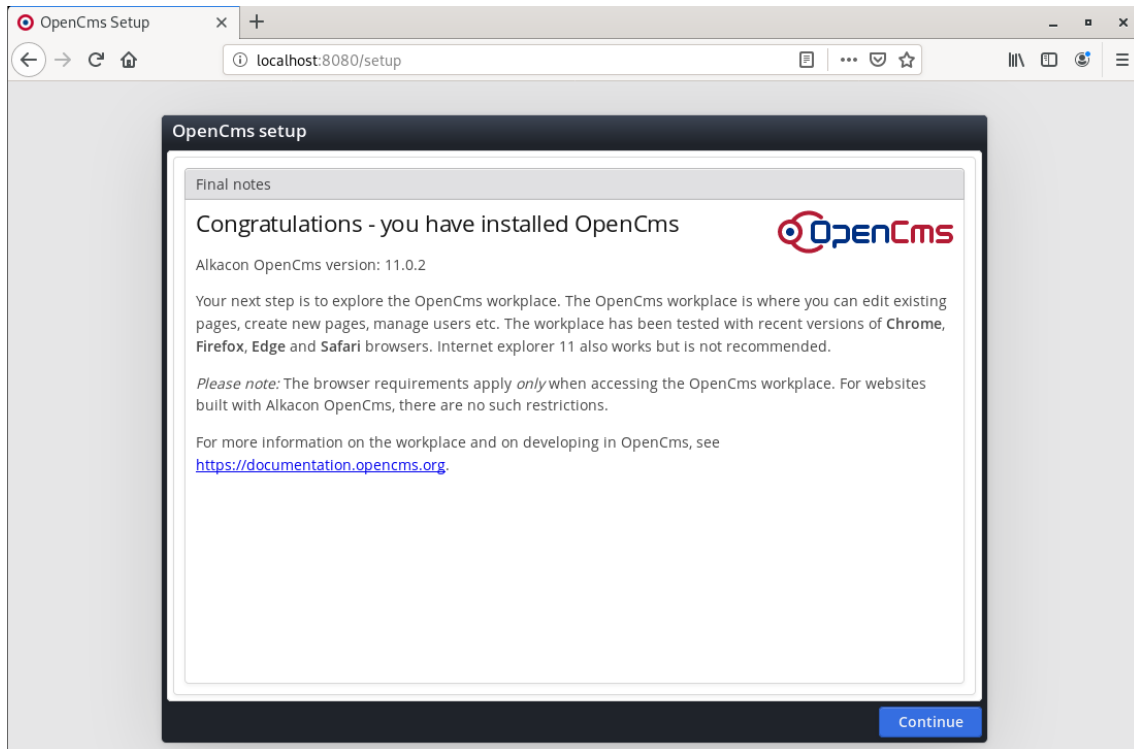 OpenCms Setup
localhost:8080/setup
OpenCms setup
Final notes
Congratulations - you have installed OpenCms
OpenCms
Alkacon OpenCms version: 11.0.2
Your next step is to explore the OpenCms workplace. The OpenCms workplace is where you can edit existing
pages, create new pages, manage users etc. The workplace has been tested with recent versions of Chrome,
Firefox, Edge and Safari browsers. Internet explorer 11 also works but is not recommended.
Please note: The browser requirements apply only when accessing the OpenCms workplace. For websites
built with Alkacon OpenCms, there are no such restrictions.
For more information on the workplace and on developing in OpenCms, see
https://documentation.opencms.org.
Continue